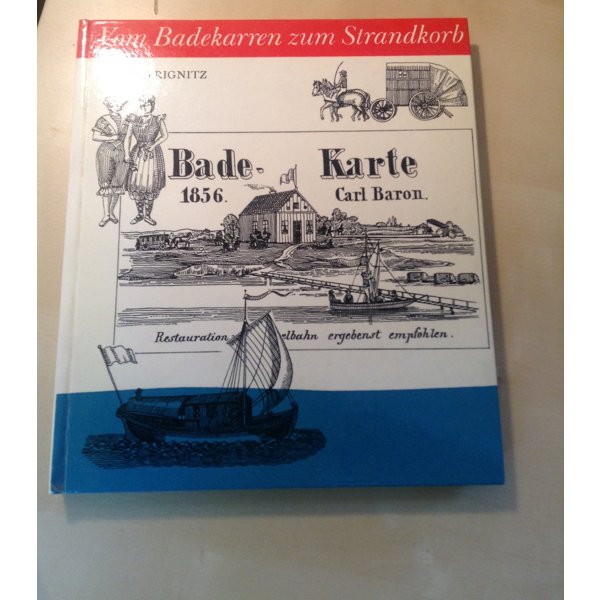 Vom Badekarren zum Strandkorb
RIGNITZ
Bade- Karte
1856. Carl Baron.
Restauration elbahn ergebenst empfohlen.